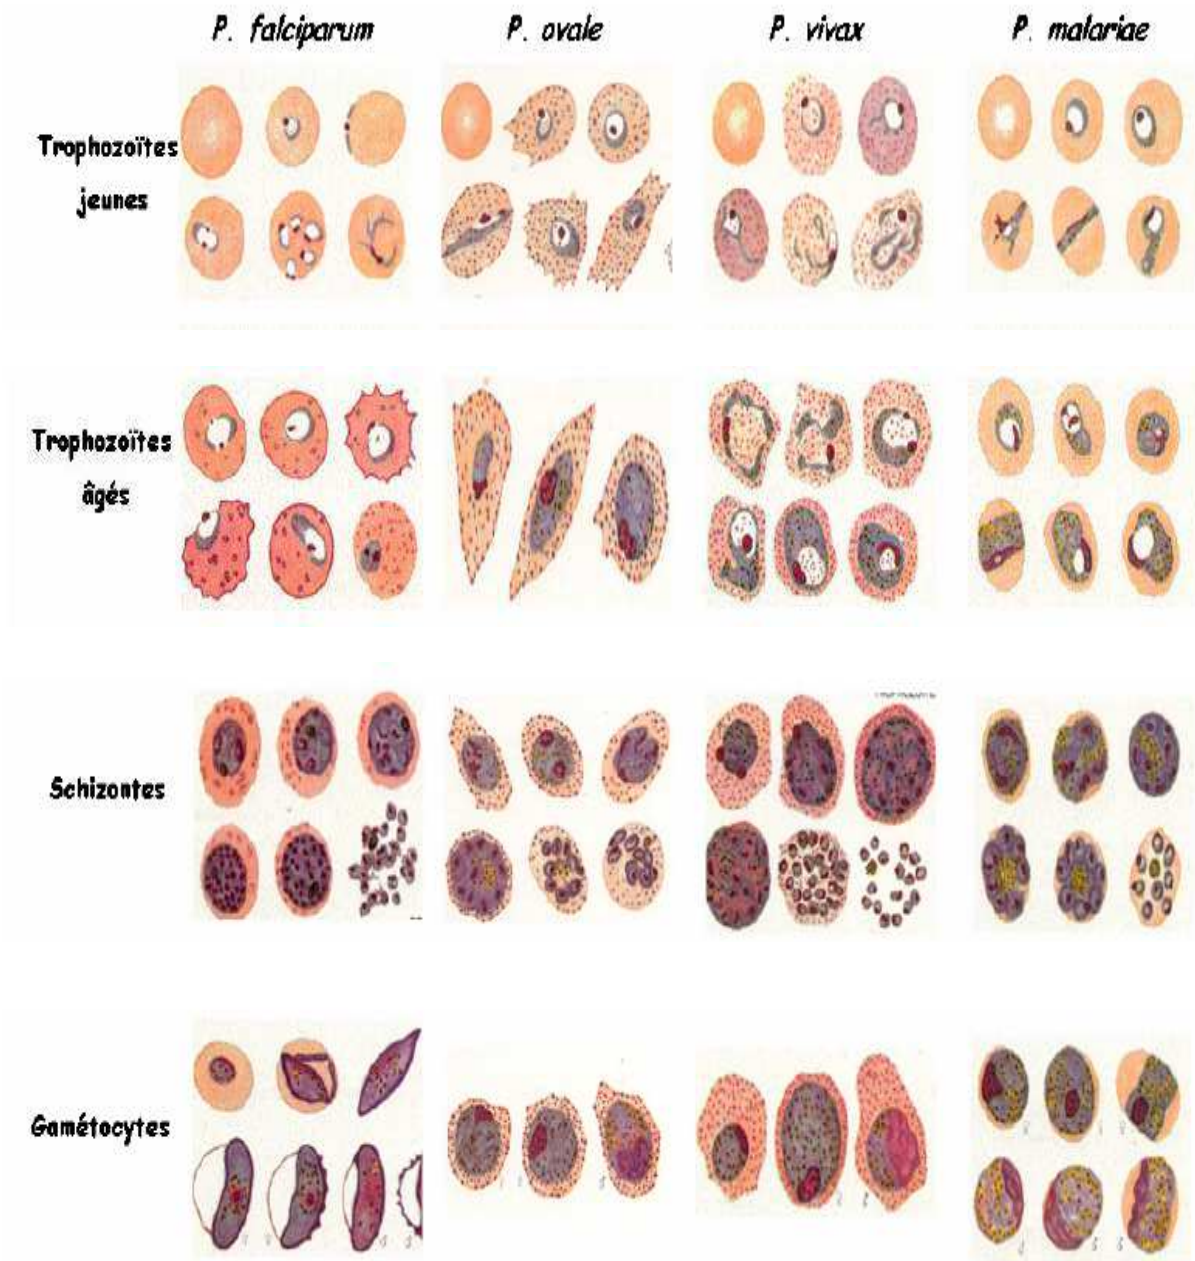 P. falciparum P. ovale P. vivax P. malariae
Trophozoïtes
jeunes
Trophozoïtes
âgés
Schizontes
Gamétocytes